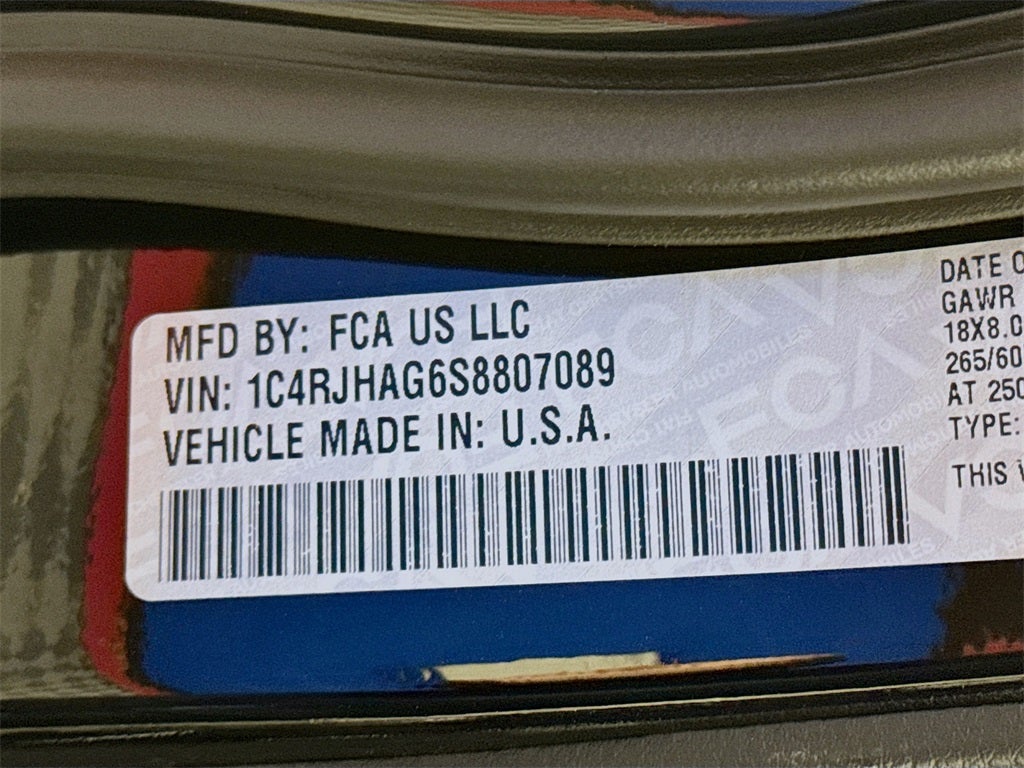 MFD BY: FCA US LLC
VIN: 1C4RJHAG6S8807089
VEHICLE MADE IN: U.S.A.
DATE O
GAWR
18X8.0
265/60
AT 250
TYPE:
THIS